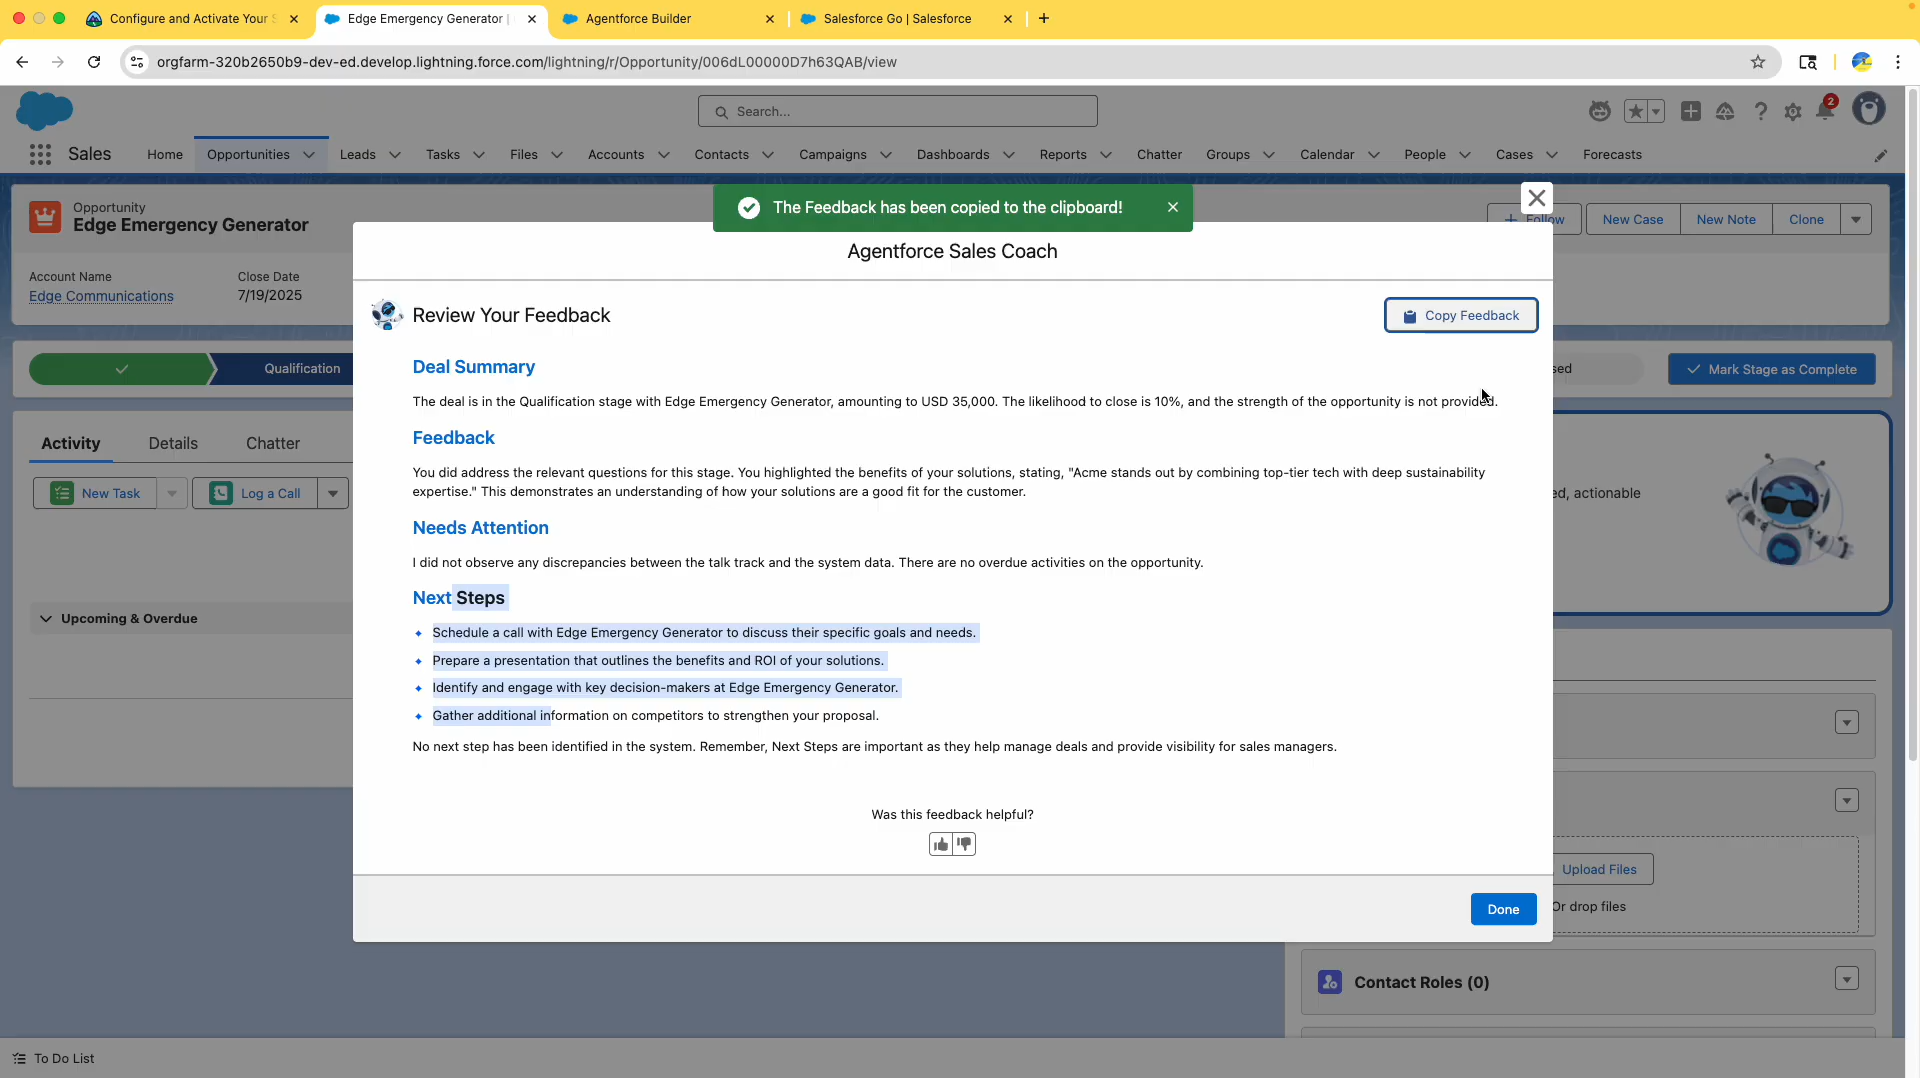 Configure and Activate Your S
Edge Emergency Generator |
Agentforce Builder
Salesforce Go | Salesforce
orgfarm-320b2650b9-dev-ed.develop.lightning.force.com/lightning/r/Opportunity/006dL00000D7h63QAB/view
Search...
2
Sales
Home
Opportunities
Leads
Tasks
Files
Accounts
Contacts
Campaigns
Dashboards
Reports
Chatter
Groups
Calendar
People
Cases
Forecasts
The Feedback has been copied to the clipboard!
Opportunity
Edge Emergency Generator
Follow
New Case
New Note
Clone
Account Name
Edge Communications
Close Date
7/19/2025
Agentforce Sales Coach
Review Your Feedback
Copy Feedback
Qualification
sed
Mark Stage as Complete
Deal Summary
The deal is in the Qualification stage with Edge Emergency Generator, amounting to USD 35,000. The likelihood to close is 10%, and the strength of the opportunity is not provided.
Activity
Details
Chatter
Feedback
You did address the relevant questions for this stage. You highlighted the benefits of your solutions, stating, "Acme stands out by combining top-tier tech with deep sustainability
expertise." This demonstrates an understanding of how your solutions are a good fit for the customer.
New Task
Log a Call
ed, actionable
Needs Attention
I did not observe any discrepancies between the talk track and the system data. There are no overdue activities on the opportunity.
Next Steps
Upcoming & Overdue
Schedule a call with Edge Emergency Generator to discuss their specific goals and needs.
Prepare a presentation that outlines the benefits and ROI of your solutions.
Identify and engage with key decision-makers at Edge Emergency Generator.
Gather additional information on competitors to strengthen your proposal.
No next step has been identified in the system. Remember, Next Steps are important as they help manage deals and provide visibility for sales managers.
Was this feedback helpful?
Done
Upload Files
Or drop files
Contact Roles (0)
To Do List